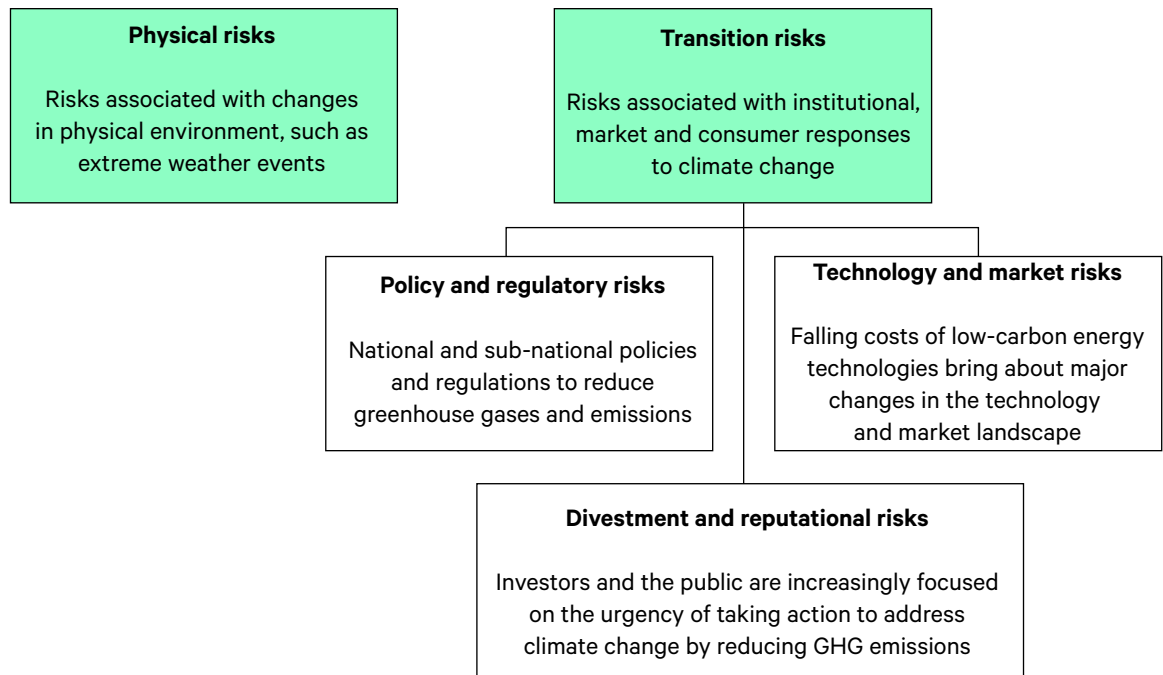 Physical risks
Risks associated with changes
in physical environment, such as
extreme weather events
Transition risks
Risks associated with institutional,
market and consumer responses
to climate change
Policy and regulatory risks
National and sub-national policies
and regulations to reduce
greenhouse gases and emissions
Technology and market risks
Falling costs of low-carbon energy
technologies bring about major
changes in the technology
and market landscape
Divestment and reputational risks
Investors and the public are increasingly focused
on the urgency of taking action to address
climate change by reducing GHG emissions